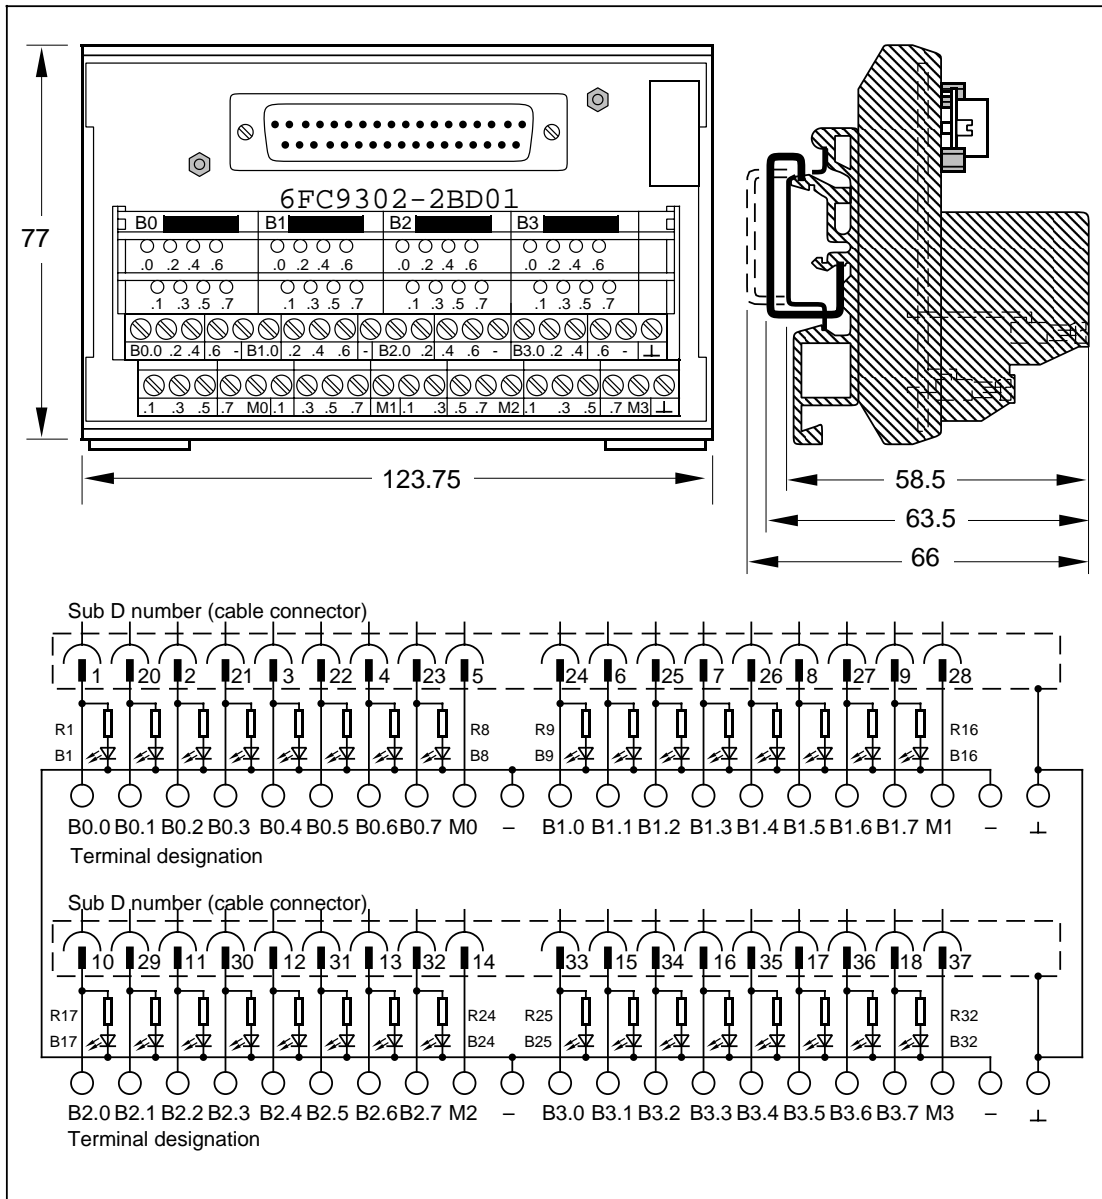 77
6FC9302-2BD01
B0 B1 B2 B3
.0 .2 .4 .6 .0 .2 .4 .6 .0 .2 .4 .6 .0 .2 .4 .6
.1 .3 .5 .7 .1 .3 .5 .7 .1 .3 .5 .7 .1 .3 .5 .7
B0.0 .2 .4 .6 - B1.0 .2 .4 .6 - B2.0 .2 .4 .6 - B3.0 .2 .4 .6 - ⊥
.1 .3 .5 .7 M0 .1 .3 .5 .7 M1 .1 .3 .5 .7 M2 .1 .3 .5 .7 M3 ⊥
123.75
58.5
63.5
66
Sub D number (cable connector)
1 20 2 21 3 22 4 23 5 24 6 25 7 26 8 27 9 28
R1 R8 R9 R16
B1 B8 B9 B16
B0.0 B0.1 B0.2 B0.3 B0.4 B0.5 B0.6 B0.7 M0 – B1.0 B1.1 B1.2 B1.3 B1.4 B1.5 B1.6 B1.7 M1 – ⊥
Terminal designation
Sub D number (cable connector)
10 29 11 30 12 31 13 32 14 33 15 34 16 35 17 36 18 37
R17 R24 R25 R32
B17 B24 B25 B32
B2.0 B2.1 B2.2 B2.3 B2.4 B2.5 B2.6 B2.7 M2 – B3.0 B3.1 B3.2 B3.3 B3.4 B3.5 B3.6 B3.7 M3 – ⊥
Terminal designation